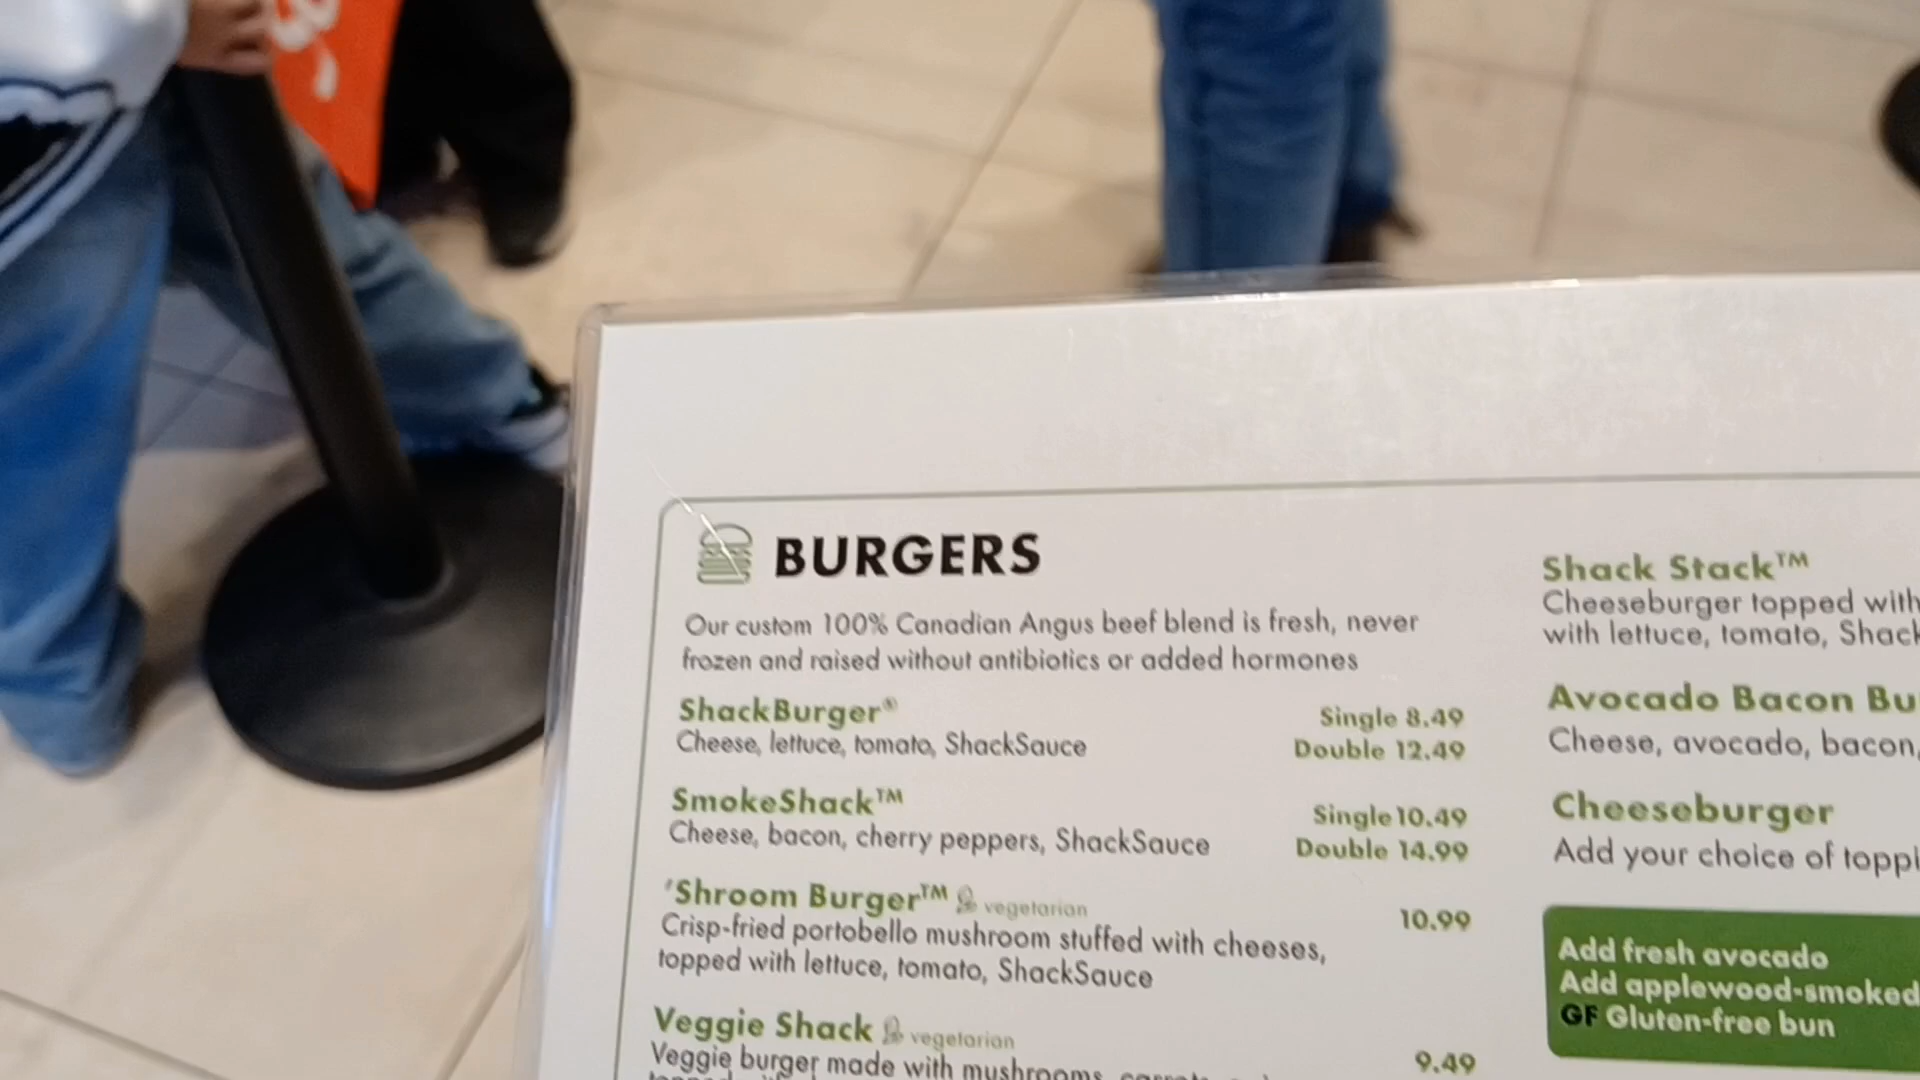 BURGERS
Our custom 100% Canadian Angus beef blend is fresh, never
frozen and raised without antibiotics or added hormones
ShackBurger®
Single 8.49
Cheese, lettuce, tomato, ShackSauce
Double 12.49
SmokeShack™
Single 10.49
Cheese, bacon, cherry peppers, ShackSauce
Double 14.99
'Shroom Burger™ vegetarian
10.99
Crisp-fried portobello mushroom stuffed with cheeses,
topped with lettuce, tomato, ShackSauce
Veggie Shack vegetarian
9.49
Veggie burger made with mushrooms,
Shack Stack™
Cheeseburger topped with
with lettuce, tomato, Shack
Avocado Bacon Bu
Cheese, avocado, bacon,
Cheeseburger
Add your choice of toppi
Add fresh avocado
Add applewood-smoked
GF Gluten-free bun